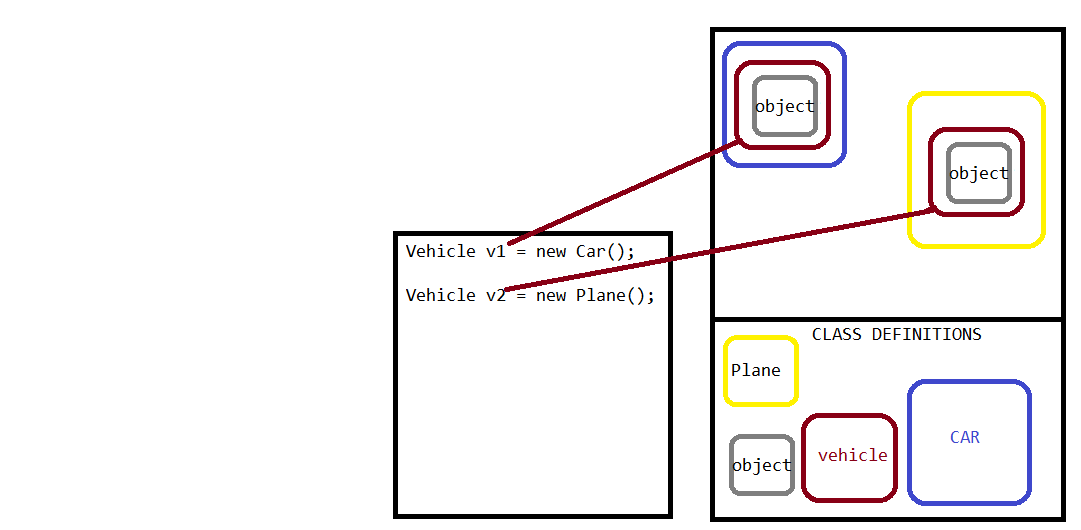 object
object
Vehicle v1 = new Car();
Vehicle v2 = new Plane();
CLASS DEFINITIONS
Plane
CAR
vehicle
object